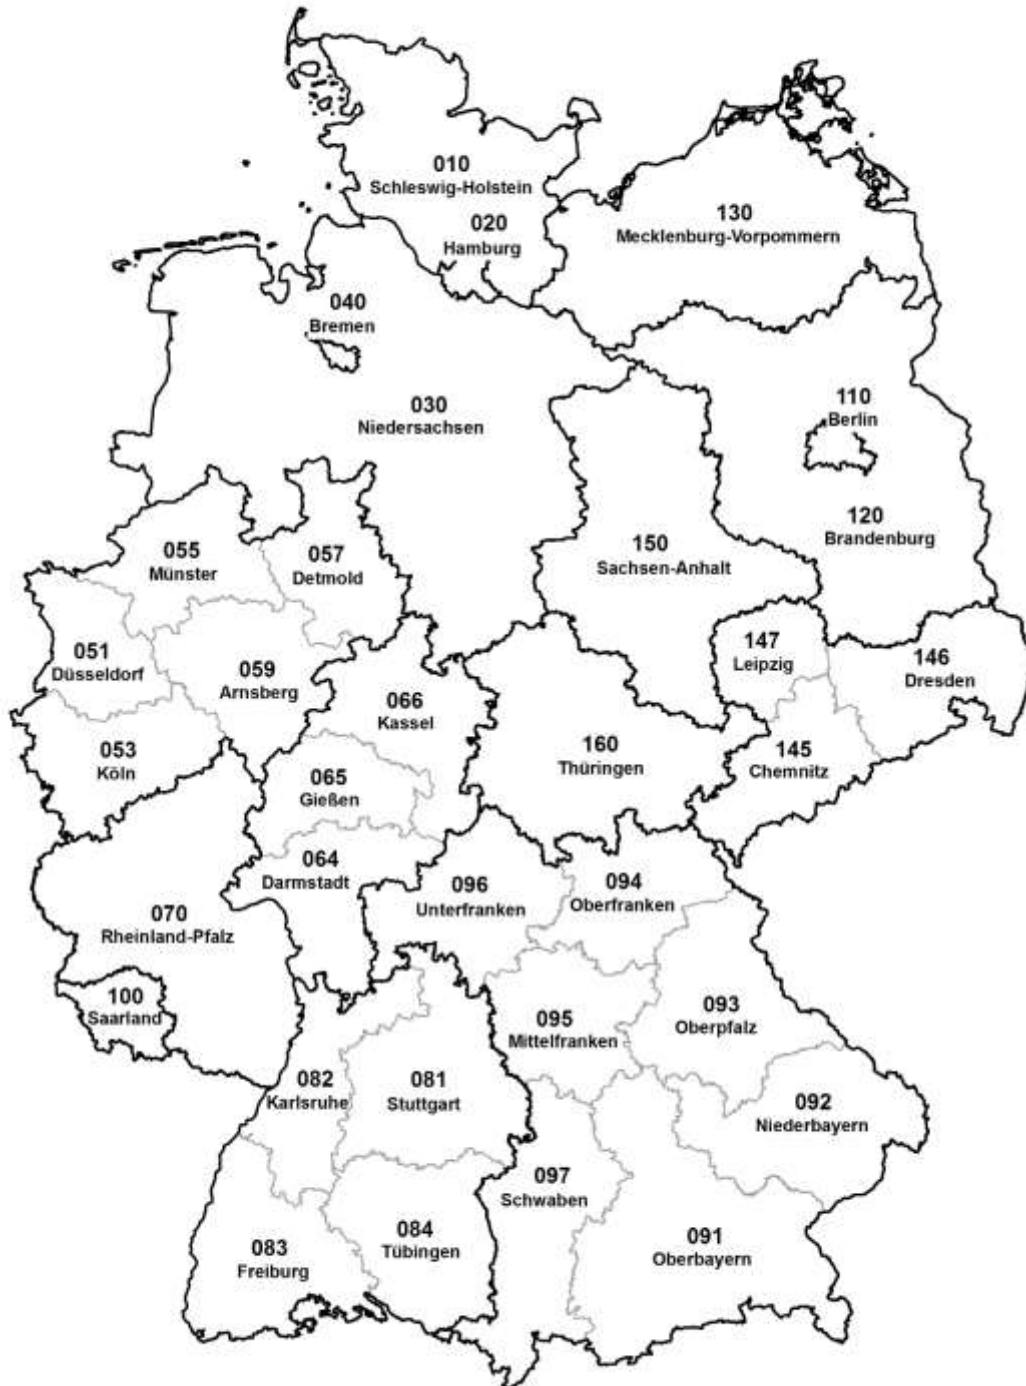 010
Schleswig-Holstein
020
Hamburg
130
Mecklenburg-Vorpommern
040
Bremen
030
Niedersachsen
110
Berlin
120
Brandenburg
055
Münster
057
Detmold
150
Sachsen-Anhalt
051
Düsseldorf
059
Arnsberg
147
Leipzig
146
Dresden
066
Kassel
053
Köln
160
Thüringen
145
Chemnitz
065
Gießen
064
Darmstadt
096
Unterfranken
094
Oberfranken
070
Rheinland-Pfalz
100
Saarland
095
Mittelfranken
093
Oberpfalz
082
Karlsruhe
081
Stuttgart
092
Niederbayern
097
Schwaben
083
Freiburg
084
Tübingen
091
Oberbayern